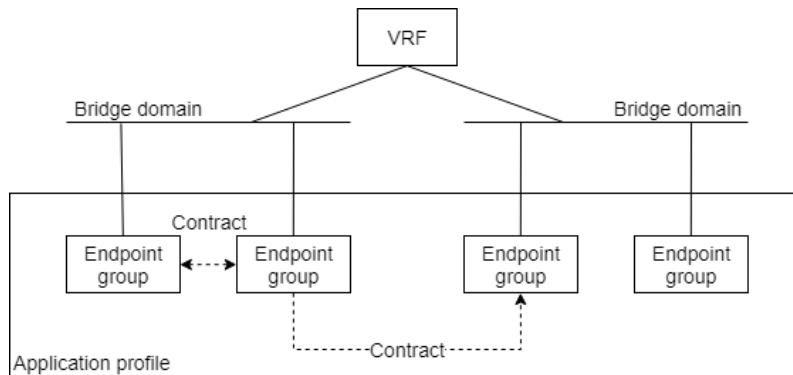 VRF
Bridge domain
Bridge domain
Contract
Endpoint
group
Endpoint
group
Endpoint
group
Endpoint
group
Contract
Application profile